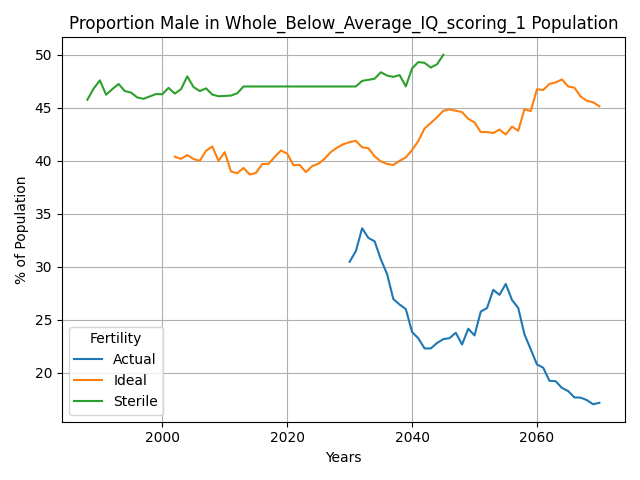 Proportion Male in Whole_Below_Average_IQ_scoring_1 Population
% of Population
50
45
40
35
30
25
20
Fertility
Actual
Ideal
Sterile
2000
2020
2040
2060
Years